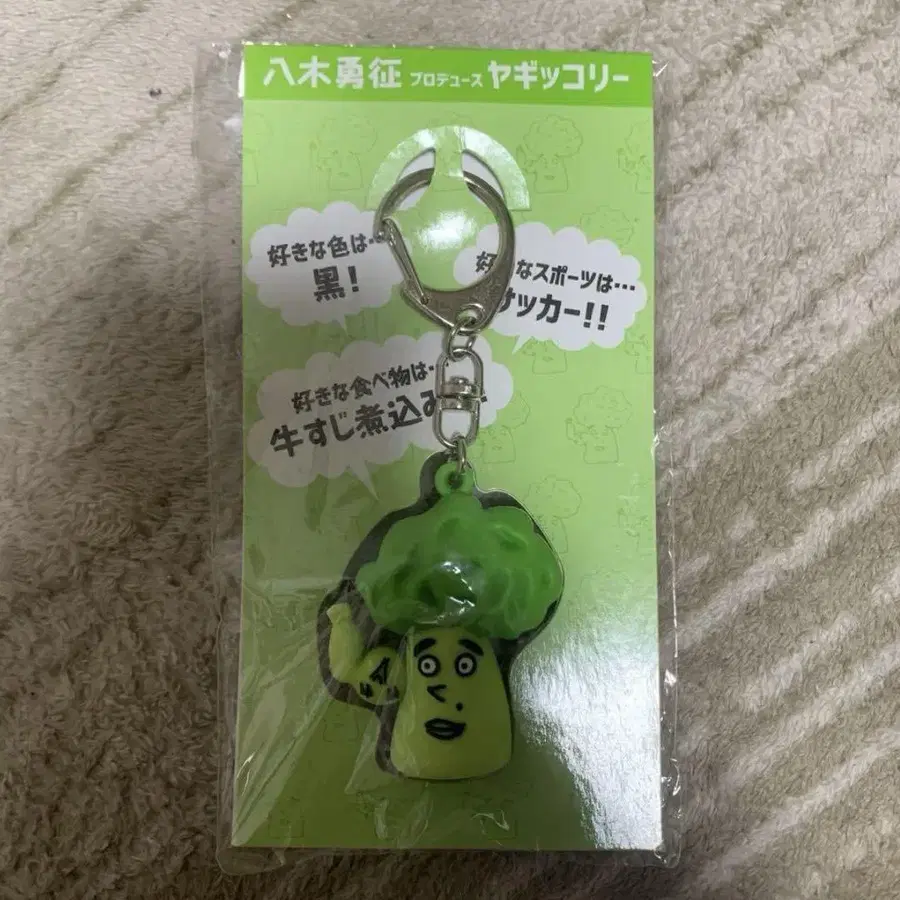 八木勇征 プロデュース ヤギッコリー
好きな色は…
黒!
好 なスポーツは…
サッカー!!
好きな食べ物は…
牛すじ煮込み